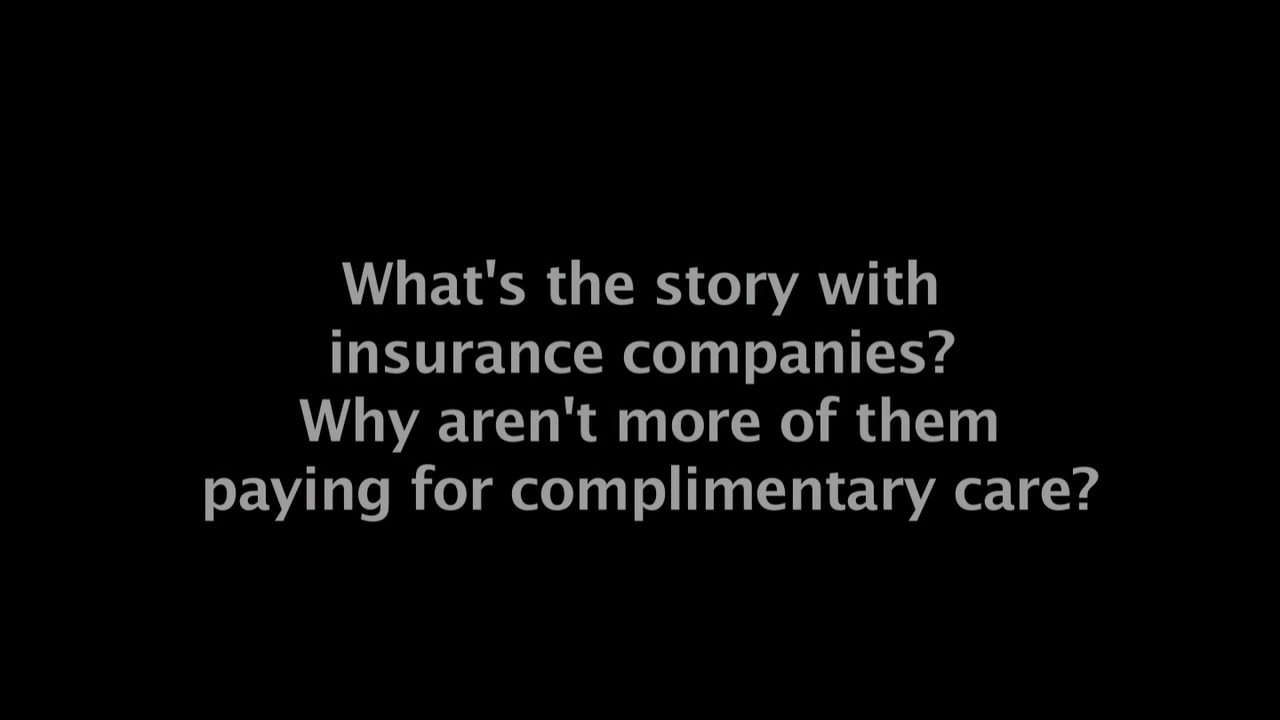 What's the story with
insurance companies?
Why aren't more of them
paying for complimentary care?